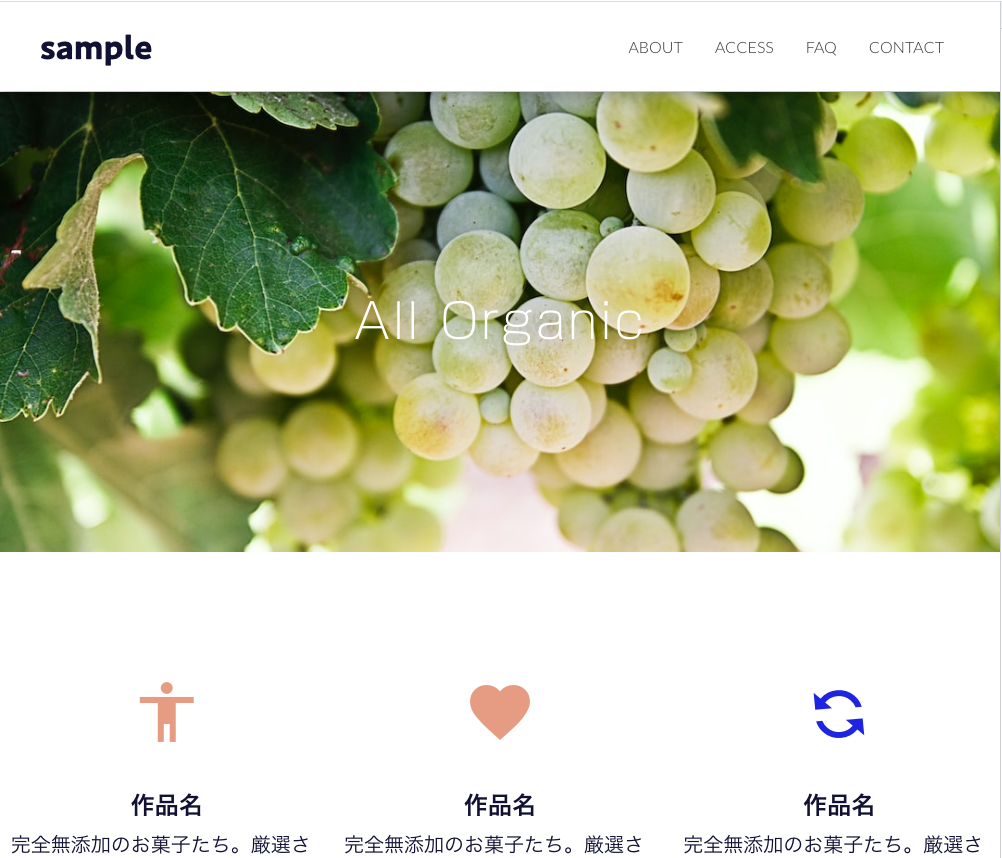 sample
ABOUT ACCESS FAQ CONTACT
All Organic
作品名 作品名 作品名
完全無添加のお菓子たち。厳選さ 完全無添加のお菓子たち。厳選さ 完全無添加のお菓子たち。厳選さ